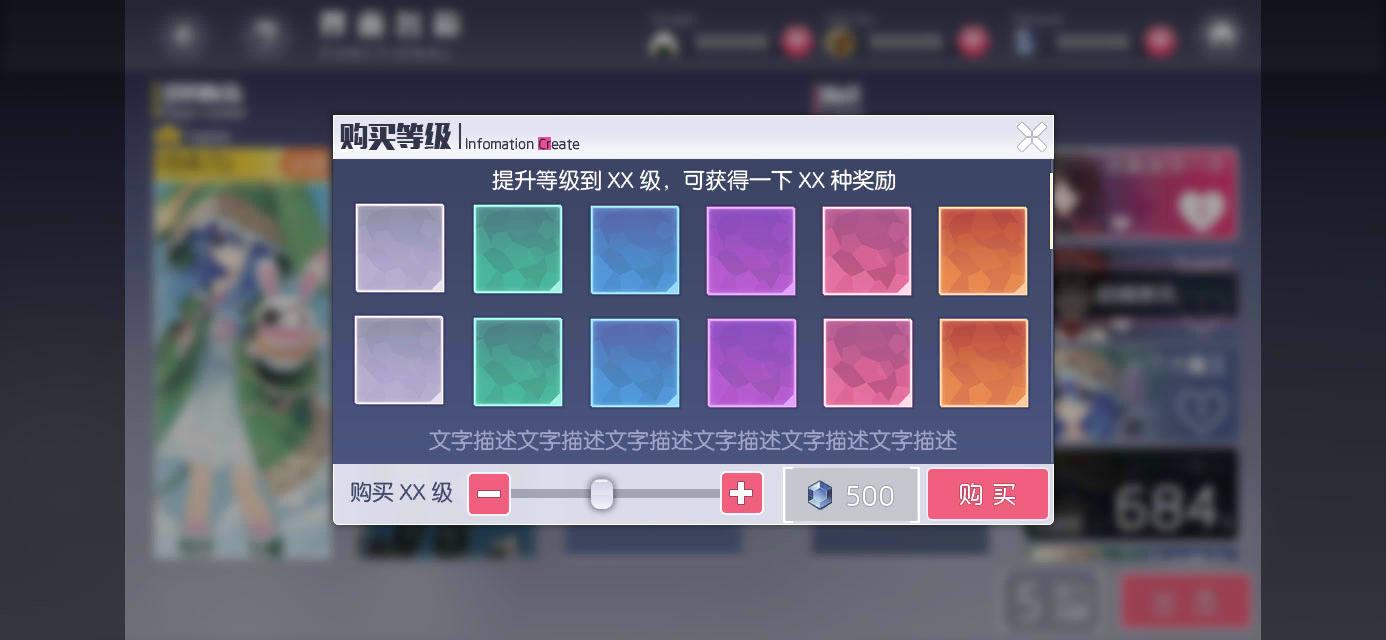 购买等级 Infomation Create
提升等级到 XX 级，可获得一下 XX 种奖励
文字描述文字描述文字描述文字描述文字描述文字描述
购买 XX 级
500
购 买
684
5